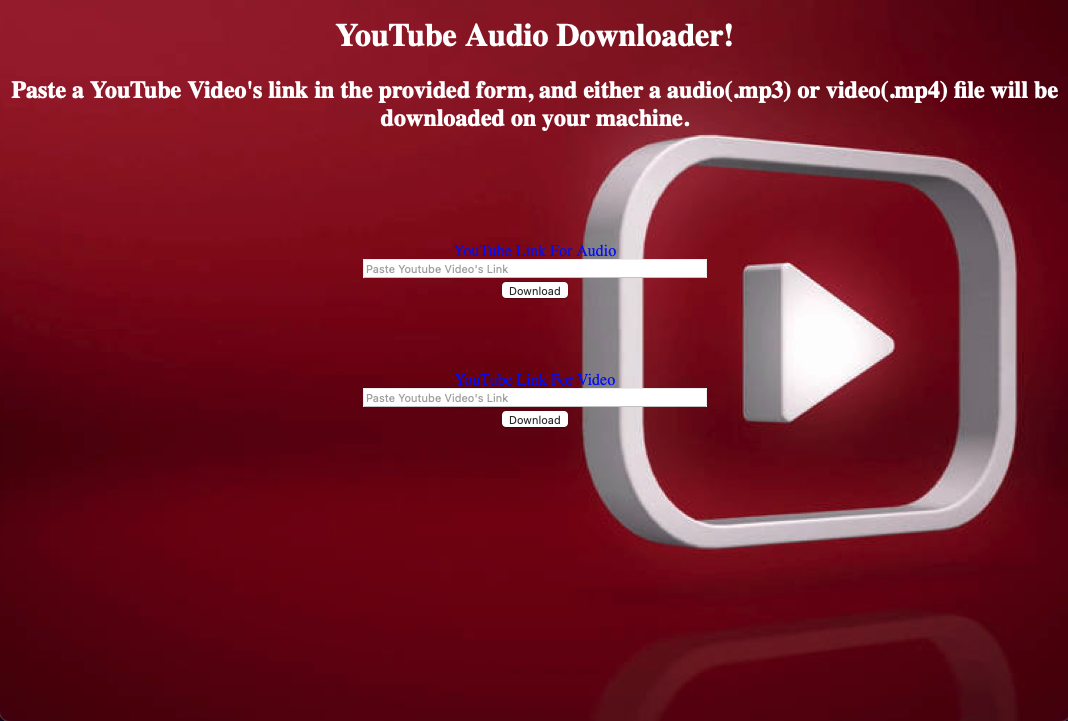 YouTube Audio Downloader!
Paste a YouTube Video's link in the provided form, and either a audio(.mp3) or video(.mp4) file will be
downloaded on your machine.
YouTube Link For Audio
Paste Youtube Video's Link
Download
YouTube Link For Video
Paste Youtube Video's Link
Download